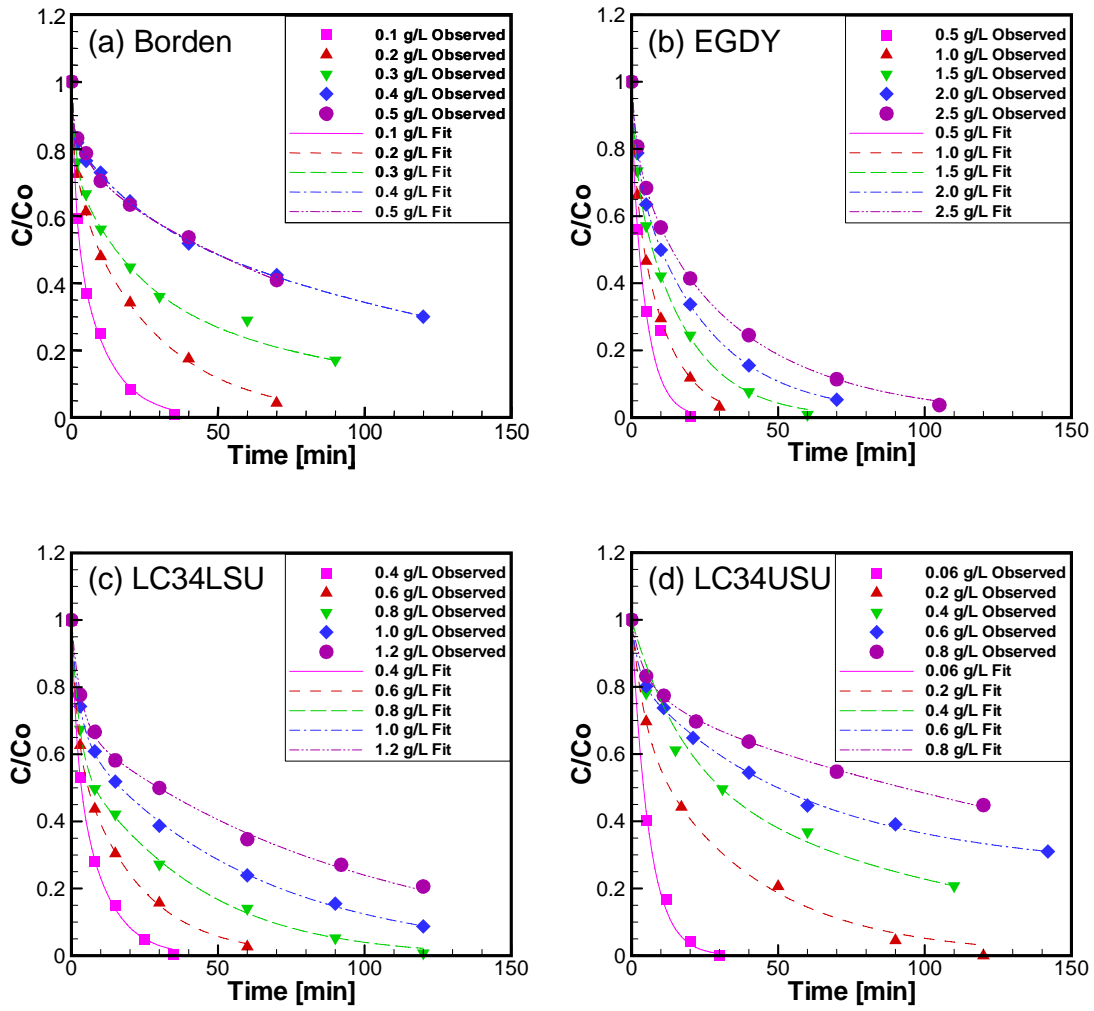 (a) Borden
0.1 g/L Observed
0.2 g/L Observed
0.3 g/L Observed
0.4 g/L Observed
0.5 g/L Observed
0.1 g/L Fit
0.2 g/L Fit
0.3 g/L Fit
0.4 g/L Fit
0.5 g/L Fit
C/Co
1.2
1
0.8
0.6
0.4
0.2
0
0
50
100
150
Time [min]
(b) EGDY
0.5 g/L Observed
1.0 g/L Observed
1.5 g/L Observed
2.0 g/L Observed
2.5 g/L Observed
0.5 g/L Fit
1.0 g/L Fit
1.5 g/L Fit
2.0 g/L Fit
2.5 g/L Fit
C/Co
1.2
1
0.8
0.6
0.4
0.2
0
0
50
100
150
Time [min]
(c) LC34LSU
0.4 g/L Observed
0.6 g/L Observed
0.8 g/L Observed
1.0 g/L Observed
1.2 g/L Observed
0.4 g/L Fit
0.6 g/L Fit
0.8 g/L Fit
1.0 g/L Fit
1.2 g/L Fit
C/Co
1.2
1
0.8
0.6
0.4
0.2
0
0
50
100
150
Time [min]
(d) LC34USU
0.06 g/L Observed
0.2 g/L Observed
0.4 g/L Observed
0.6 g/L Observed
0.8 g/L Observed
0.06 g/L Fit
0.2 g/L Fit
0.4 g/L Fit
0.6 g/L Fit
0.8 g/L Fit
C/Co
1.2
1
0.8
0.6
0.4
0.2
0
0
50
100
150
Time [min]